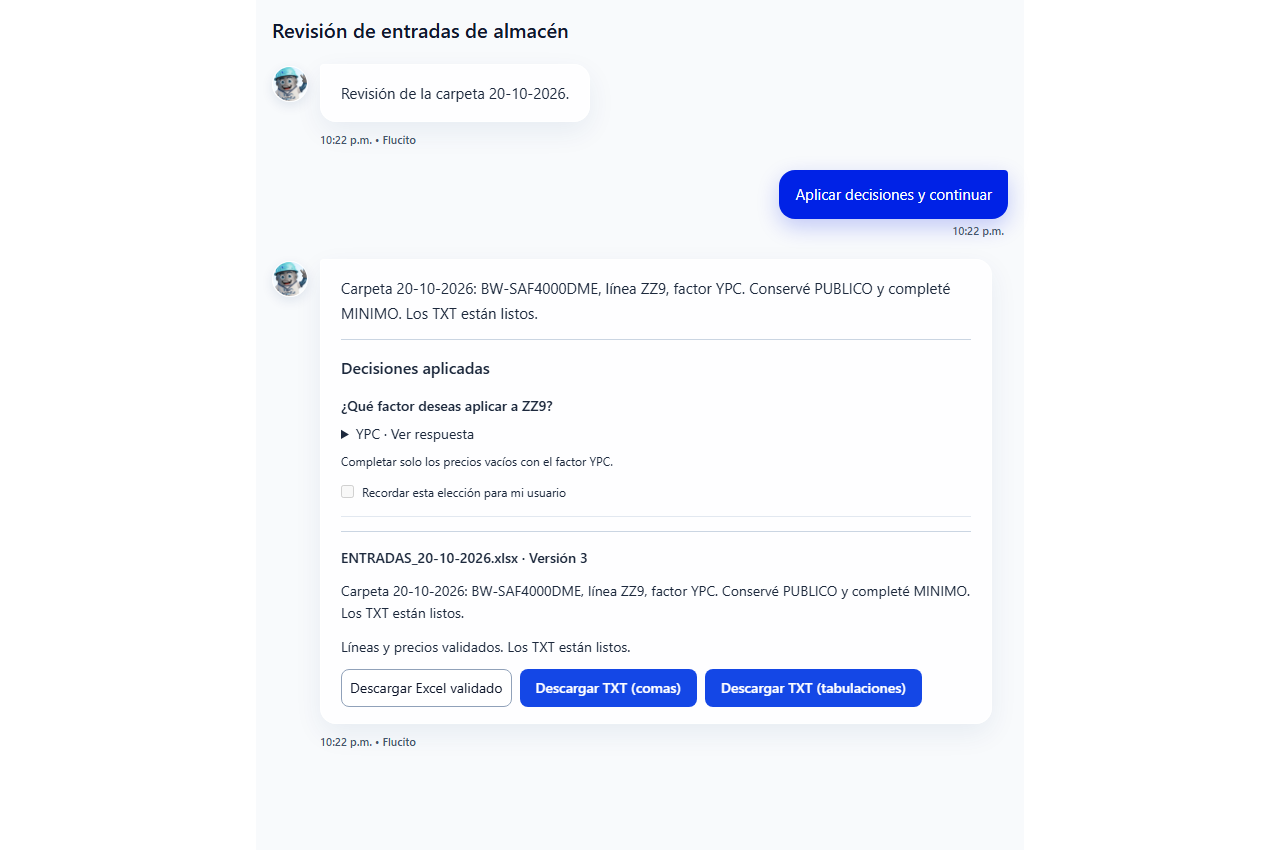 Revisión de entradas de almacén
Revisión de la carpeta 20-10-2026.
10:22 p.m. • Flucito
Aplicar decisiones y continuar
10:22 p.m.
Carpeta 20-10-2026: BW-SAF4000DME, línea ZZ9, factor YPC. Conservé PUBLICO y completé
MINIMO. Los TXT están listos.
Decisiones aplicadas
¿Qué factor deseas aplicar a ZZ9?
YPC · Ver respuesta
Completar solo los precios vacíos con el factor YPC.
Recordar esta elección para mi usuario
ENTRADAS_20-10-2026.xlsx · Versión 3
Carpeta 20-10-2026: BW-SAF4000DME, línea ZZ9, factor YPC. Conservé PUBLICO y completé MINIMO.
Los TXT están listos.
Líneas y precios validados. Los TXT están listos.
Descargar Excel validado
Descargar TXT (comas)
Descargar TXT (tabulaciones)
10:22 p.m. • Flucito